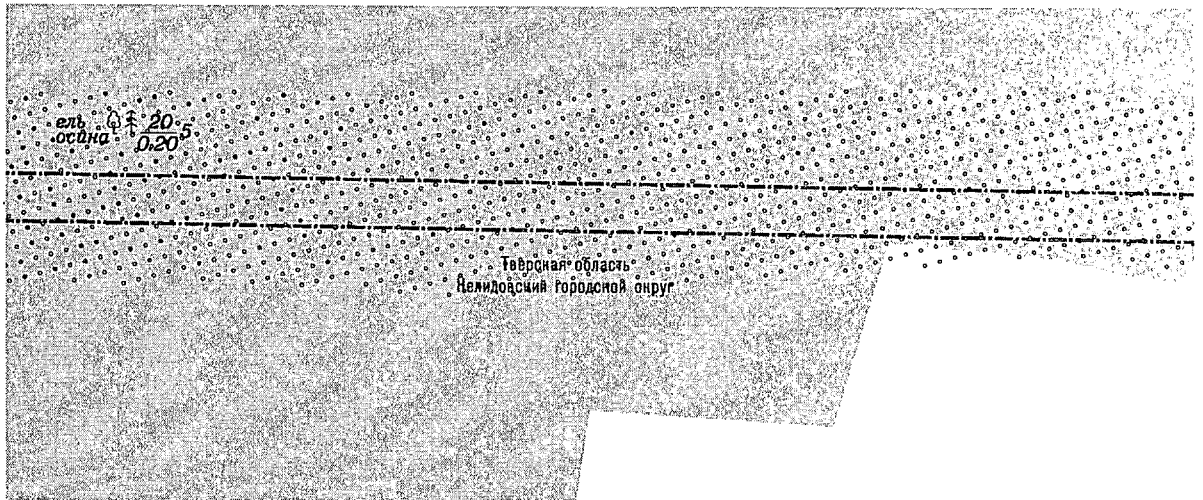 ель 20 5
осина 0.20
Тверская область
Нелидовский городской округ